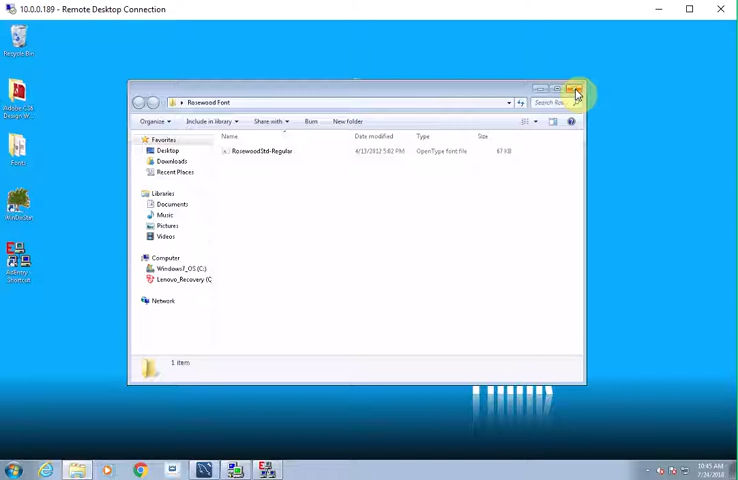 10.0.0.189 - Remote Desktop Connection
Recycle Bin
Adobe CS6
Design W...
Fonts
WinDirStat
AdEntry -
Shortcut
Rosewood Font
Search Ro
Organize
Include in library
Share with
Burn
New folder
Name
Date modified
Type
Size
RosewoodStd-Regular
4/13/2012 5:02 PM
OpenType font file
67 KB
Favorites
Desktop
Downloads
Recent Places
Libraries
Documents
Music
Pictures
Videos
Computer
Windows7_OS (C:)
Lenovo_Recovery (
Network
1 item
10:45 AM
7/24/2018